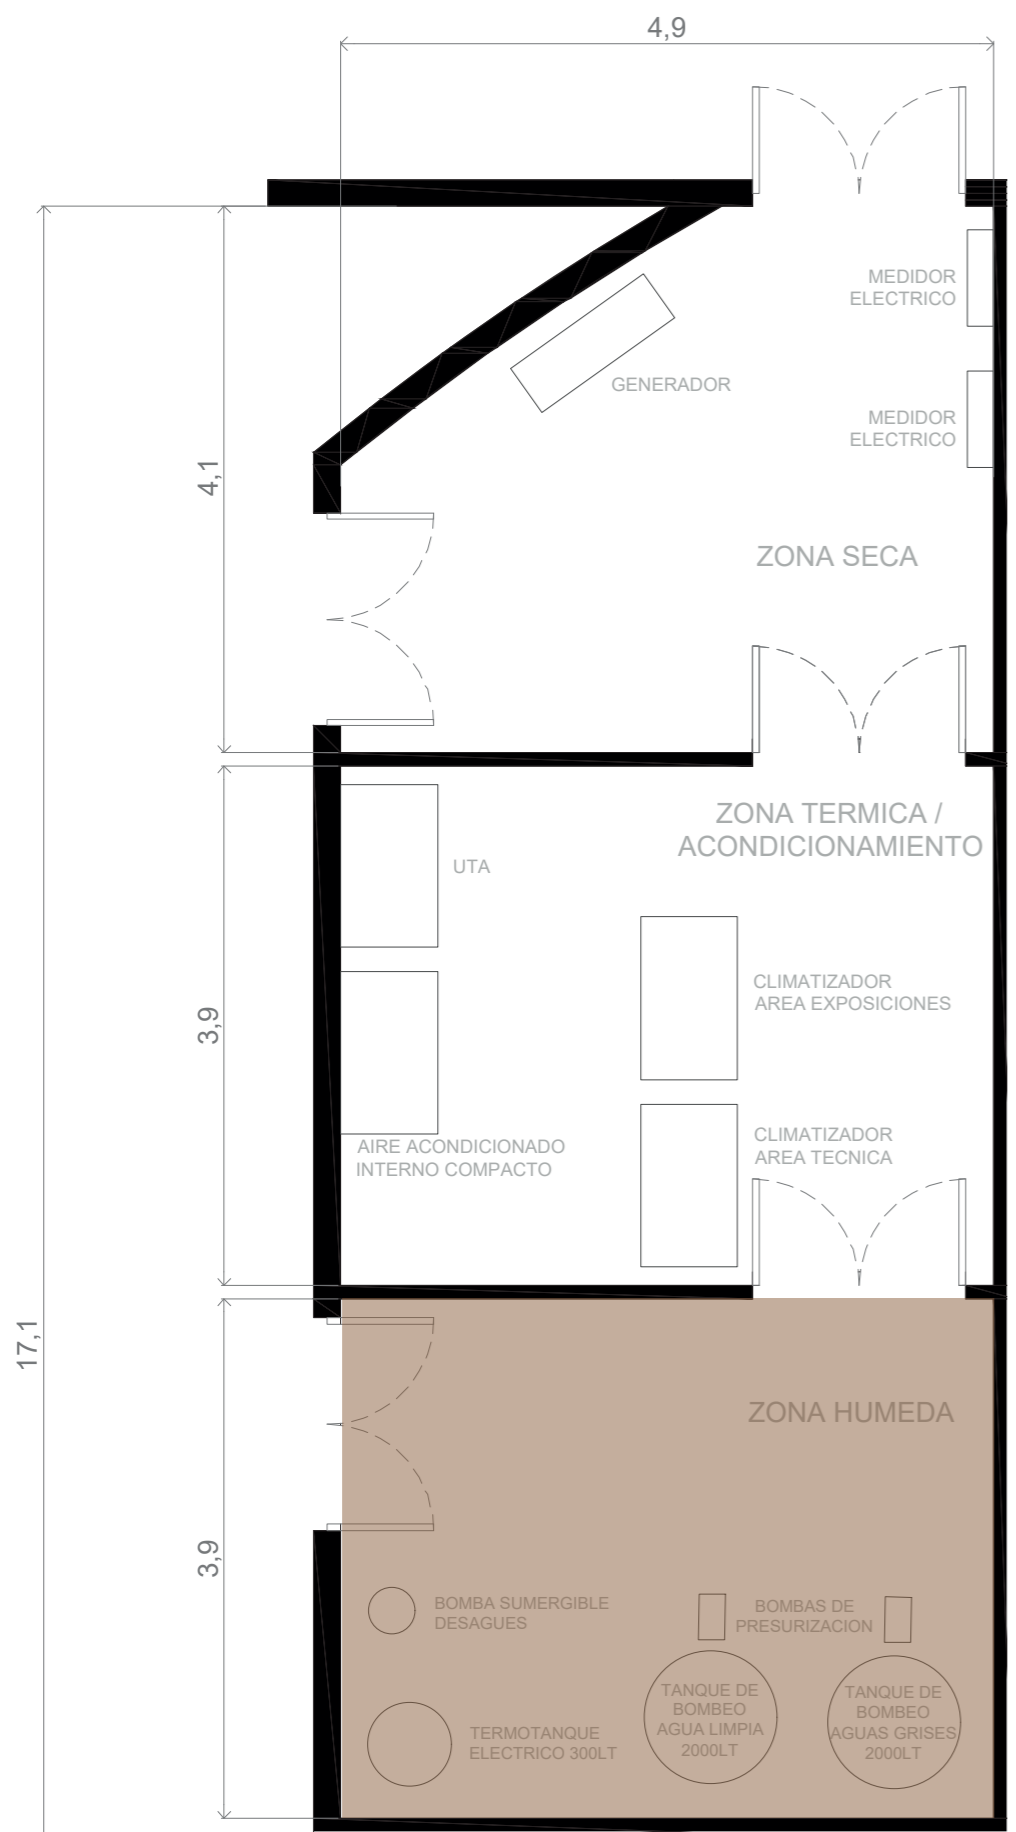 4,9
MEDIDOR
ELECTRICO
GENERADOR
MEDIDOR
ELECTRICO
4,1
ZONA SECA
ZONA TERMICA /
ACONDICIONAMIENTO
UTA
CLIMATIZADOR
AREA EXPOSICIONES
3,9
AIRE ACONDICIONADO
INTERNO COMPACTO
CLIMATIZADOR
AREA TECNICA
17,1
ZONA HUMEDA
3,9
BOMBA SUMERGIBLE
DESAGUES
BOMBAS DE
PRESURIZACION
TERMOTANQUE
ELECTRICO 300LT
TANQUE DE
BOMBEO
AGUA LIMPIA
2000LT
TANQUE DE
BOMBEO
AGUAS GRISES
2000LT